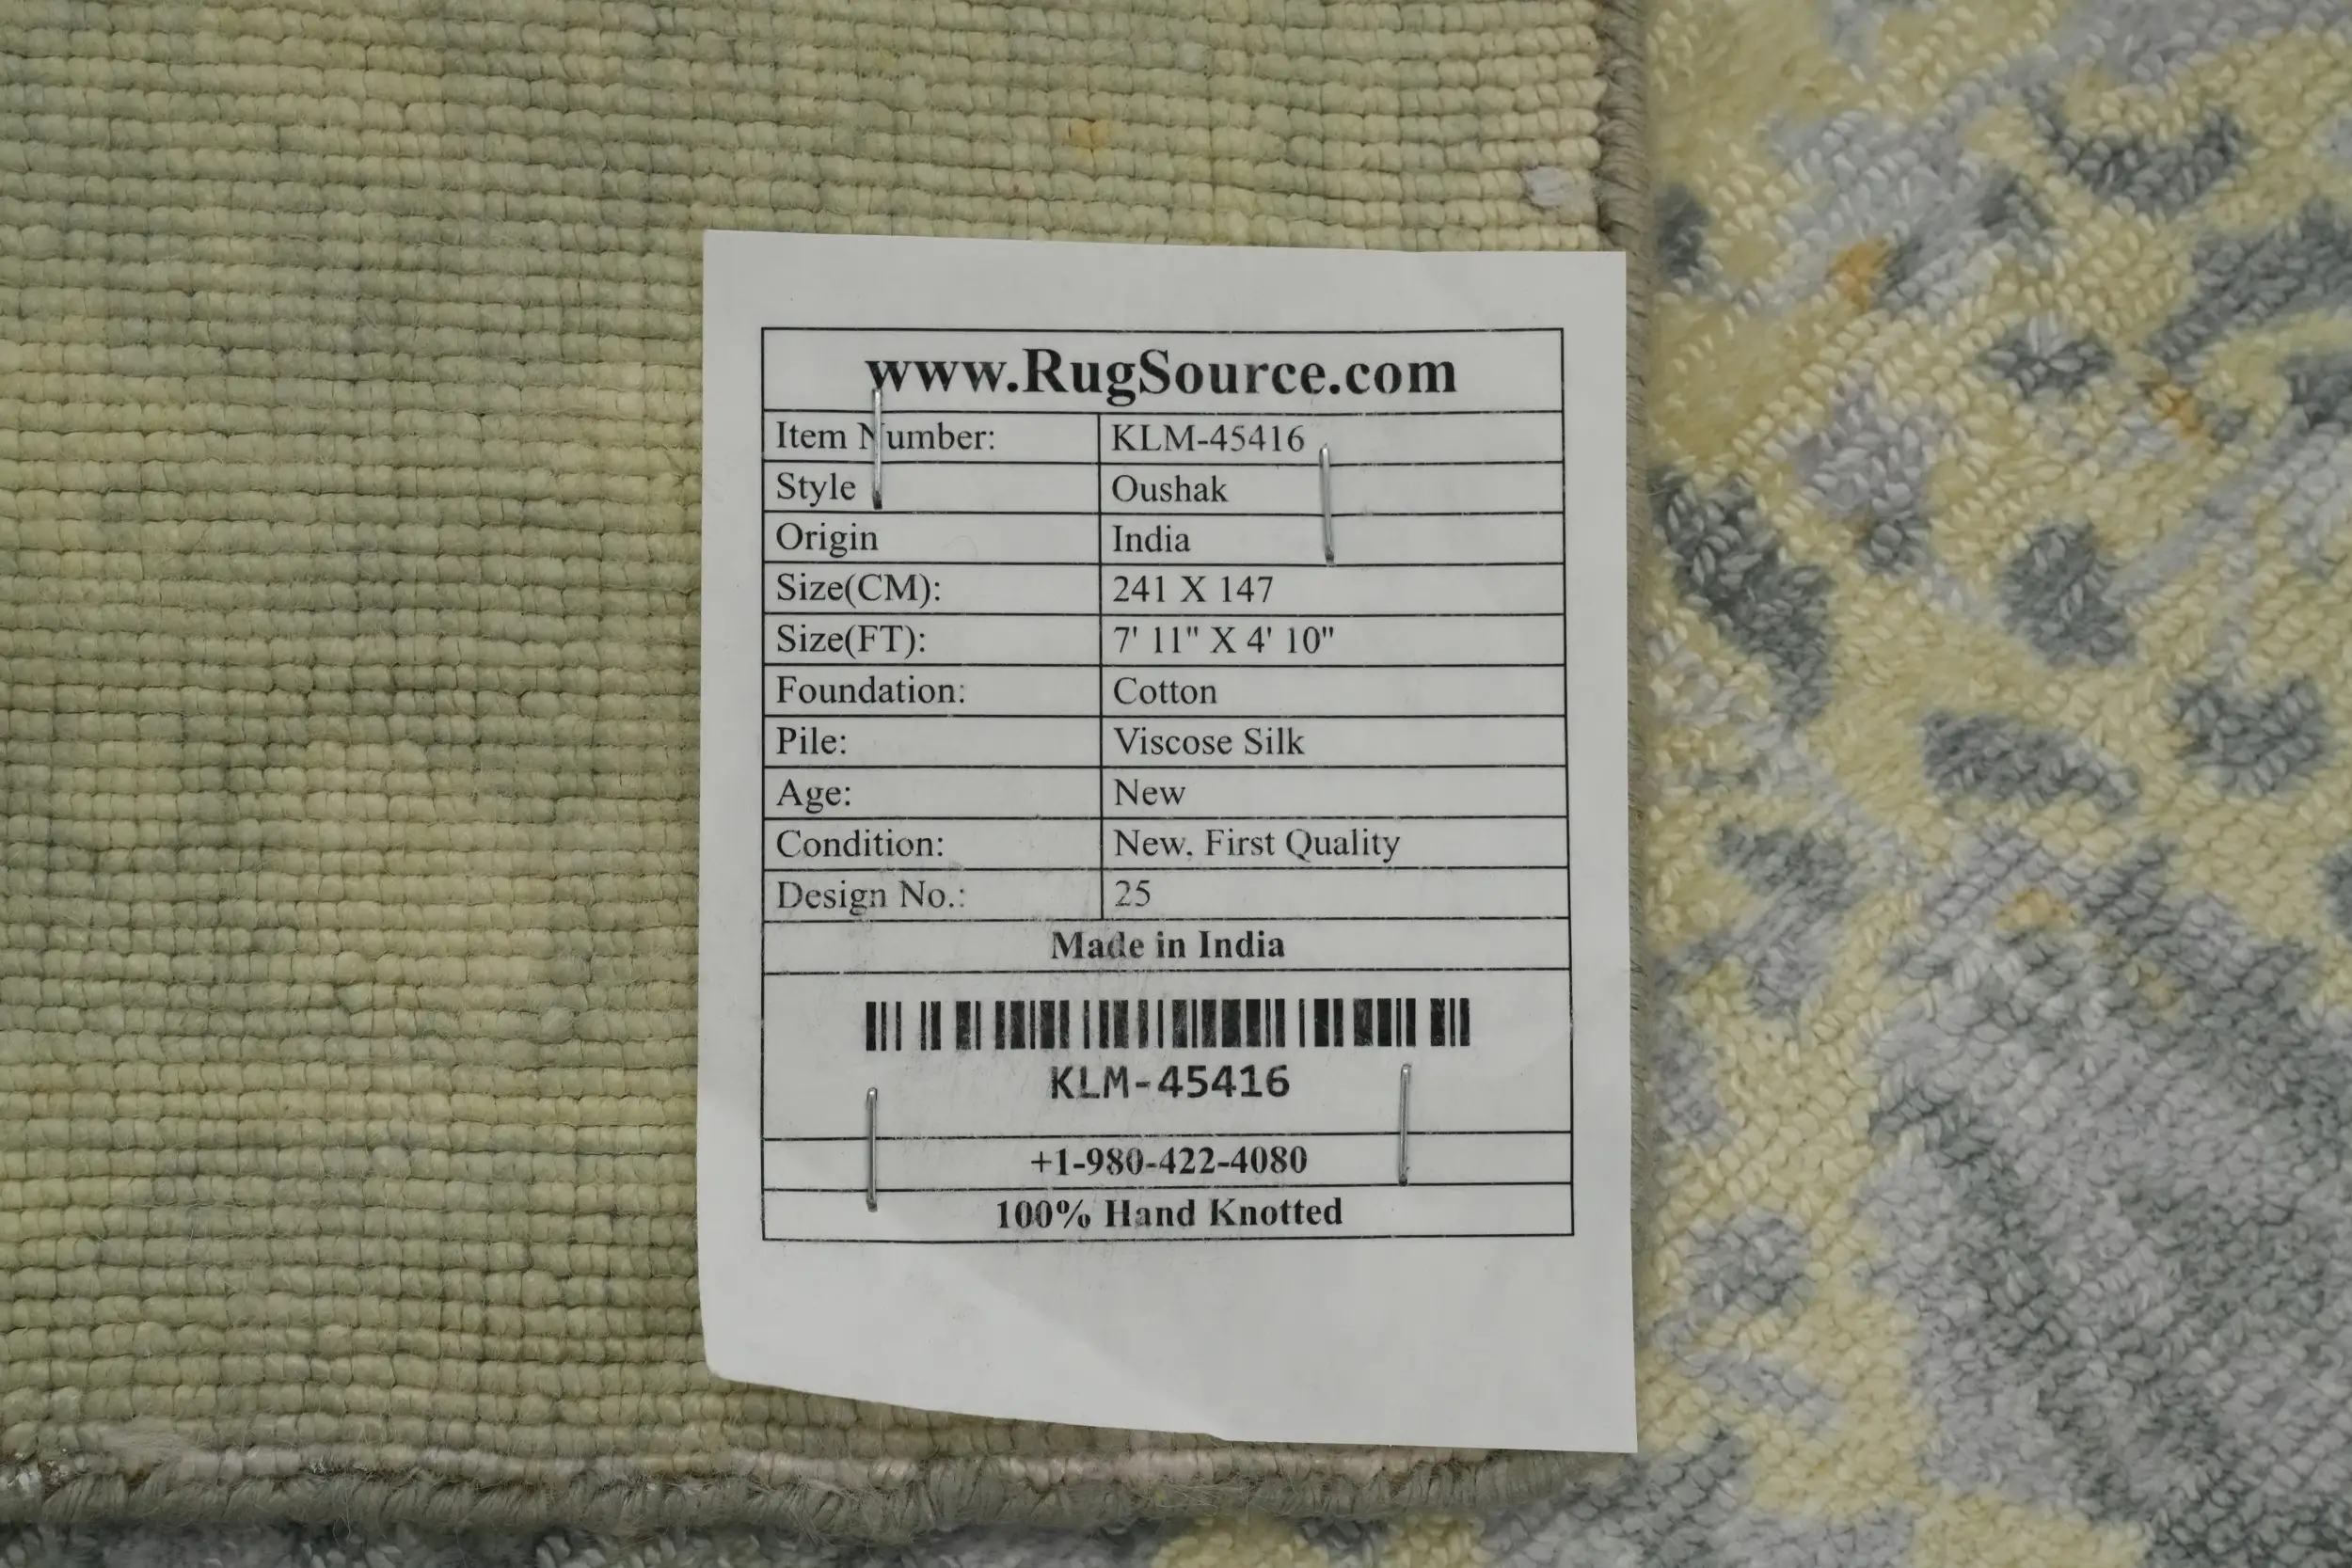 www.RugSource.com
Item Number: KLM-45416
Style Oushak
Origin India
Size(CM): 241 X 147
Size(FT): 7' 11" X 4' 10"
Foundation: Cotton
Pile: Viscose Silk
Age: New
Condition: New. First Quality
Design No.: 25
Made in India
KLM-45416
+1-980-422-4080
100% Hand Knotted